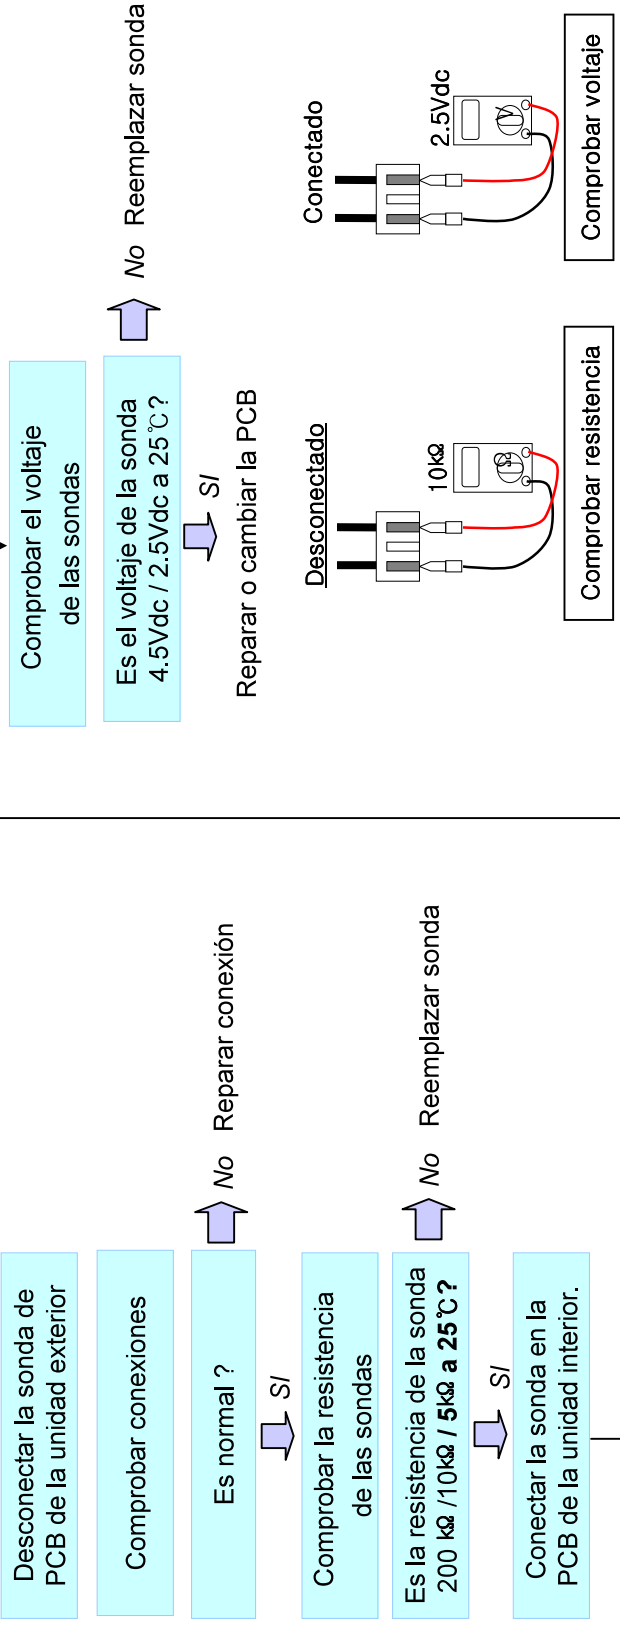 Desconectar la sonda de
PCB de la unidad exterior
Comprobar conexiones
Es normal ?
No Reparar conexión
SI
Comprobar la resistencia
de las sondas
Es la resistencia de la sonda
200 kΩ /10kΩ / 5kΩ a 25℃?
No Reemplazar sonda
SI
Conectar la sonda en la
PCB de la unidad interior.
Comprobar el voltaje
de las sondas
Es el voltaje de la sonda
4.5Vdc / 2.5Vdc a 25℃?
No Reemplazar sonda
SI
Reparar o cambiar la PCB
Desconectado
10kΩ
Ω
Comprobar resistencia
Conectado
2.5Vdc
V
Comprobar voltaje